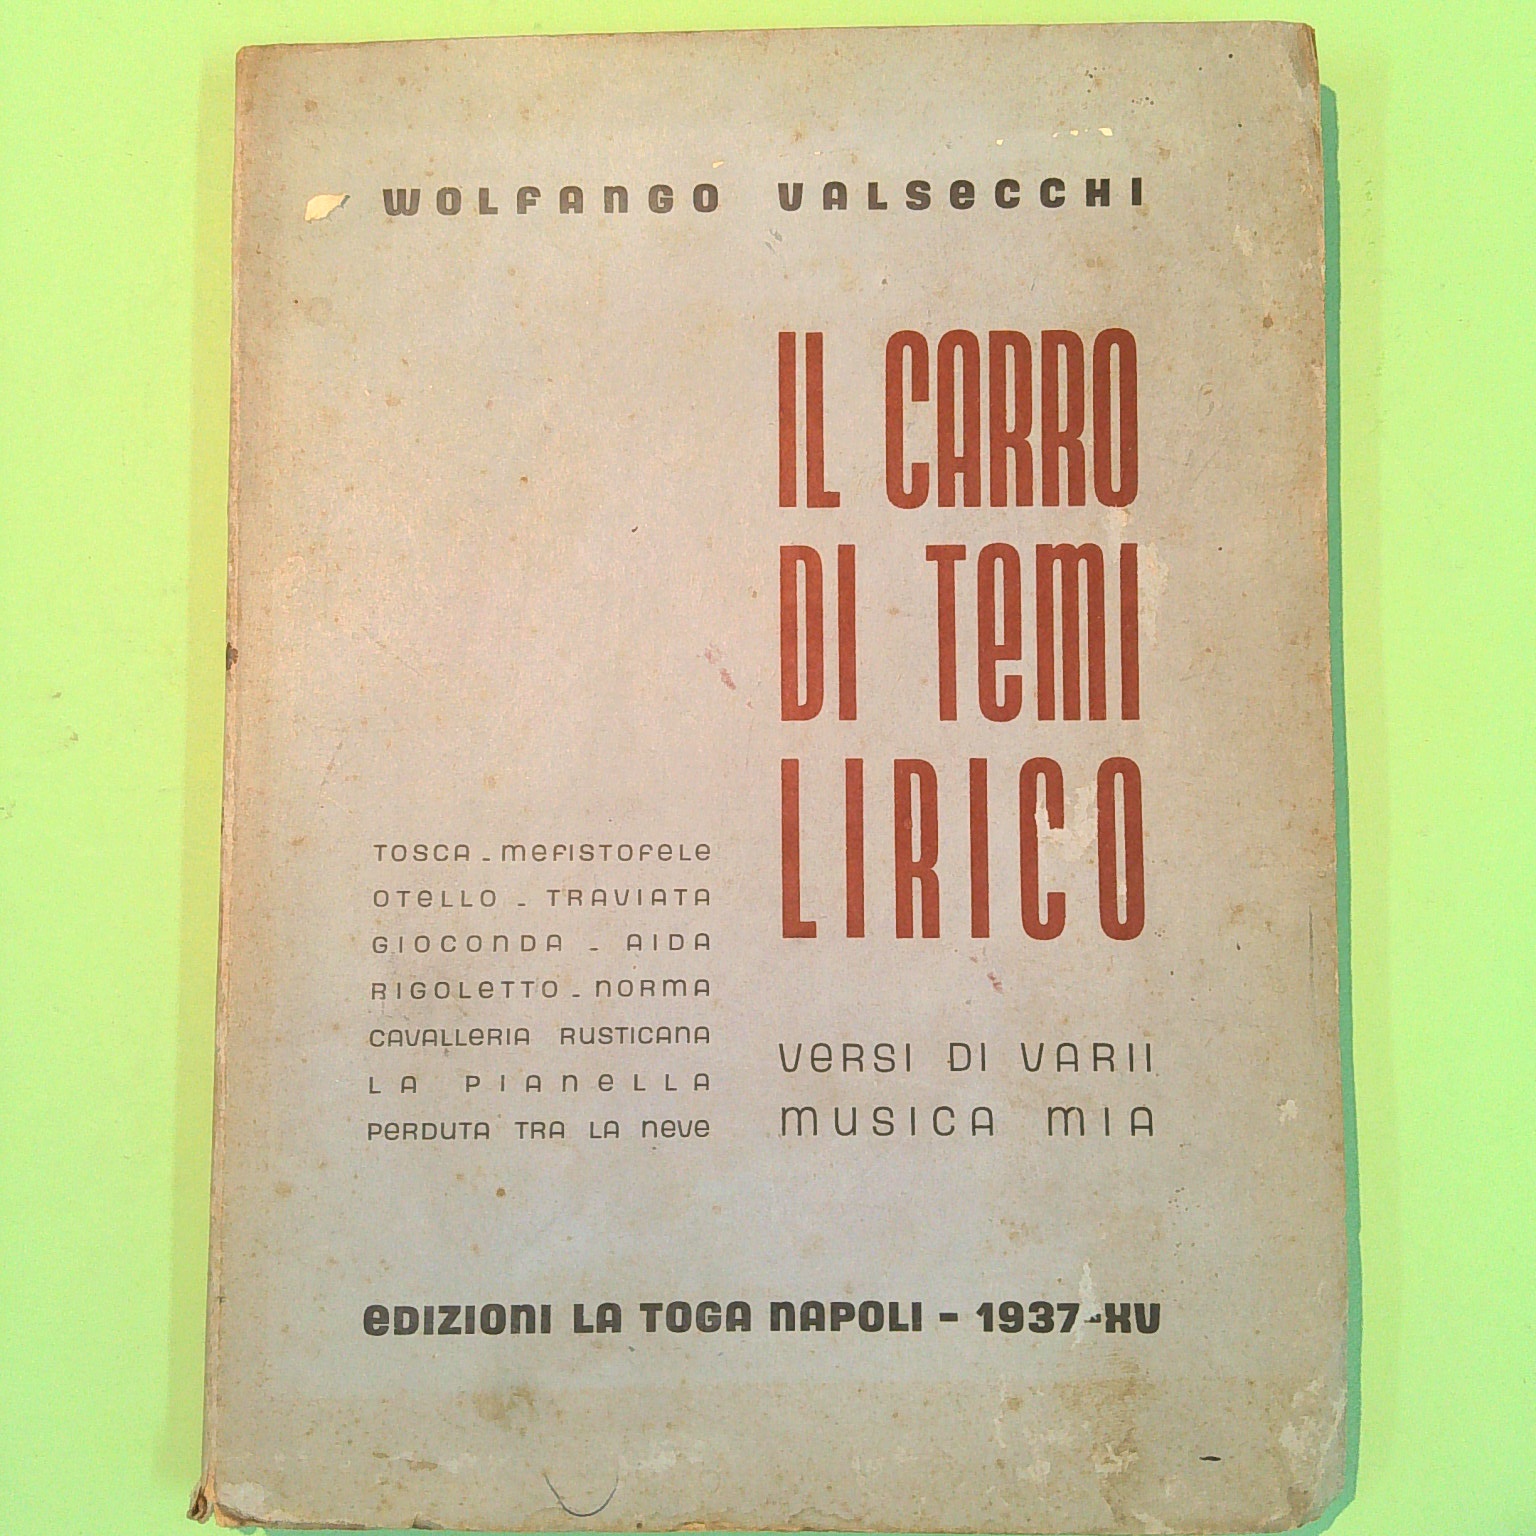 WOLFANGO VALSECCHI
IL CARRO
DI TEMI
LIRICO
TOSCA - MEFISTOFELE
OTELLO - TRAVIATA
GIOCONDA - AIDA
RIGOLETTO - NORMA
CAVALLERIA RUSTICANA
LA PIANELLA
PERDUTA TRA LA NEVE
VERSI DI VARII
MUSICA MIA
EDIZIONI LA TOGA NAPOLI - 1937-XV